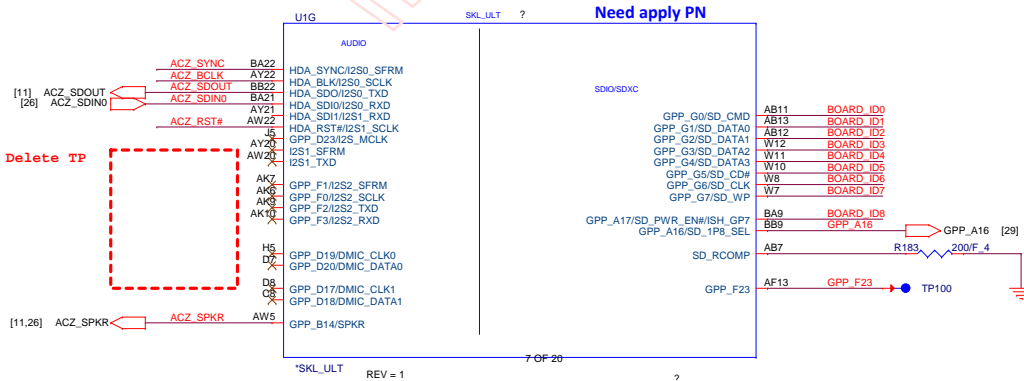 U1G
SKL_ULT ?
Need apply PN
AUDIO
SDIO/SDXC
ACZ_SYNC BA22 HDA_SYNC/I2S0_SFRM
ACZ_BCLK AY22 HDA_BLK/I2S0_SCLK
[11] ACZ_SDOUT ACZ_SDOUT BB22 HDA_SDO/I2S0_TXD
[26] ACZ_SDIN0 ACZ_SDIN0 BA21 HDA_SDI0/I2S0_RXD
AY21 HDA_SDI1/I2S1_RXD
ACZ_RST# AW22 HDA_RST#/I2S1_SCLK
J5 GPP_D23/I2S_MCLK
AY20 I2S1_SFRM
AW20 I2S1_TXD
Delete TP
AK7 GPP_F1/I2S2_SFRM
AK6 GPP_F0/I2S2_SCLK
AK9 GPP_F2/I2S2_TXD
AK10 GPP_F3/I2S2_RXD
H5 GPP_D19/DMIC_CLK0
D7 GPP_D20/DMIC_DATA0
D8 GPP_D17/DMIC_CLK1
C8 GPP_D18/DMIC_DATA1
[11,26] ACZ_SPKR ACZ_SPKR AW5 GPP_B14/SPKR
GPP_G0/SD_CMD AB11 BOARD_ID0
GPP_G1/SD_DATA0 AB13 BOARD_ID1
GPP_G2/SD_DATA1 AB12 BOARD_ID2
GPP_G3/SD_DATA2 W12 BOARD_ID3
GPP_G4/SD_DATA3 W11 BOARD_ID4
GPP_G5/SD_CD# W10 BOARD_ID5
GPP_G6/SD_CLK W8 BOARD_ID6
GPP_G7/SD_WP W7 BOARD_ID7
GPP_A17/SD_PWR_EN#/ISH_GP7 BA9 BOARD_ID8
GPP_A16/SD_1P8_SEL BB9 GPP_A16 GPP_A16 [29]
SD_RCOMP AB7 R183 200/F_4
GPP_F23 AF13 GPP_F23 TP100
7 OF 20
*SKL_ULT
REV = 1
?